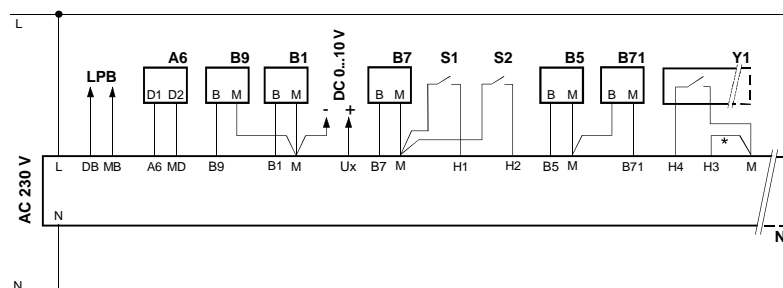 L
A6 B9 B1 DC 0...10 V B7 S1 S2 B5 B71 Y1
LPB - +
D1 D2 B M B M B M B M B M
*
AC 230 V
L DB MB A6 MD B9 B1 M Ux B7 M H1 H2 B5 M B71 H4 H3 M
N
N
N